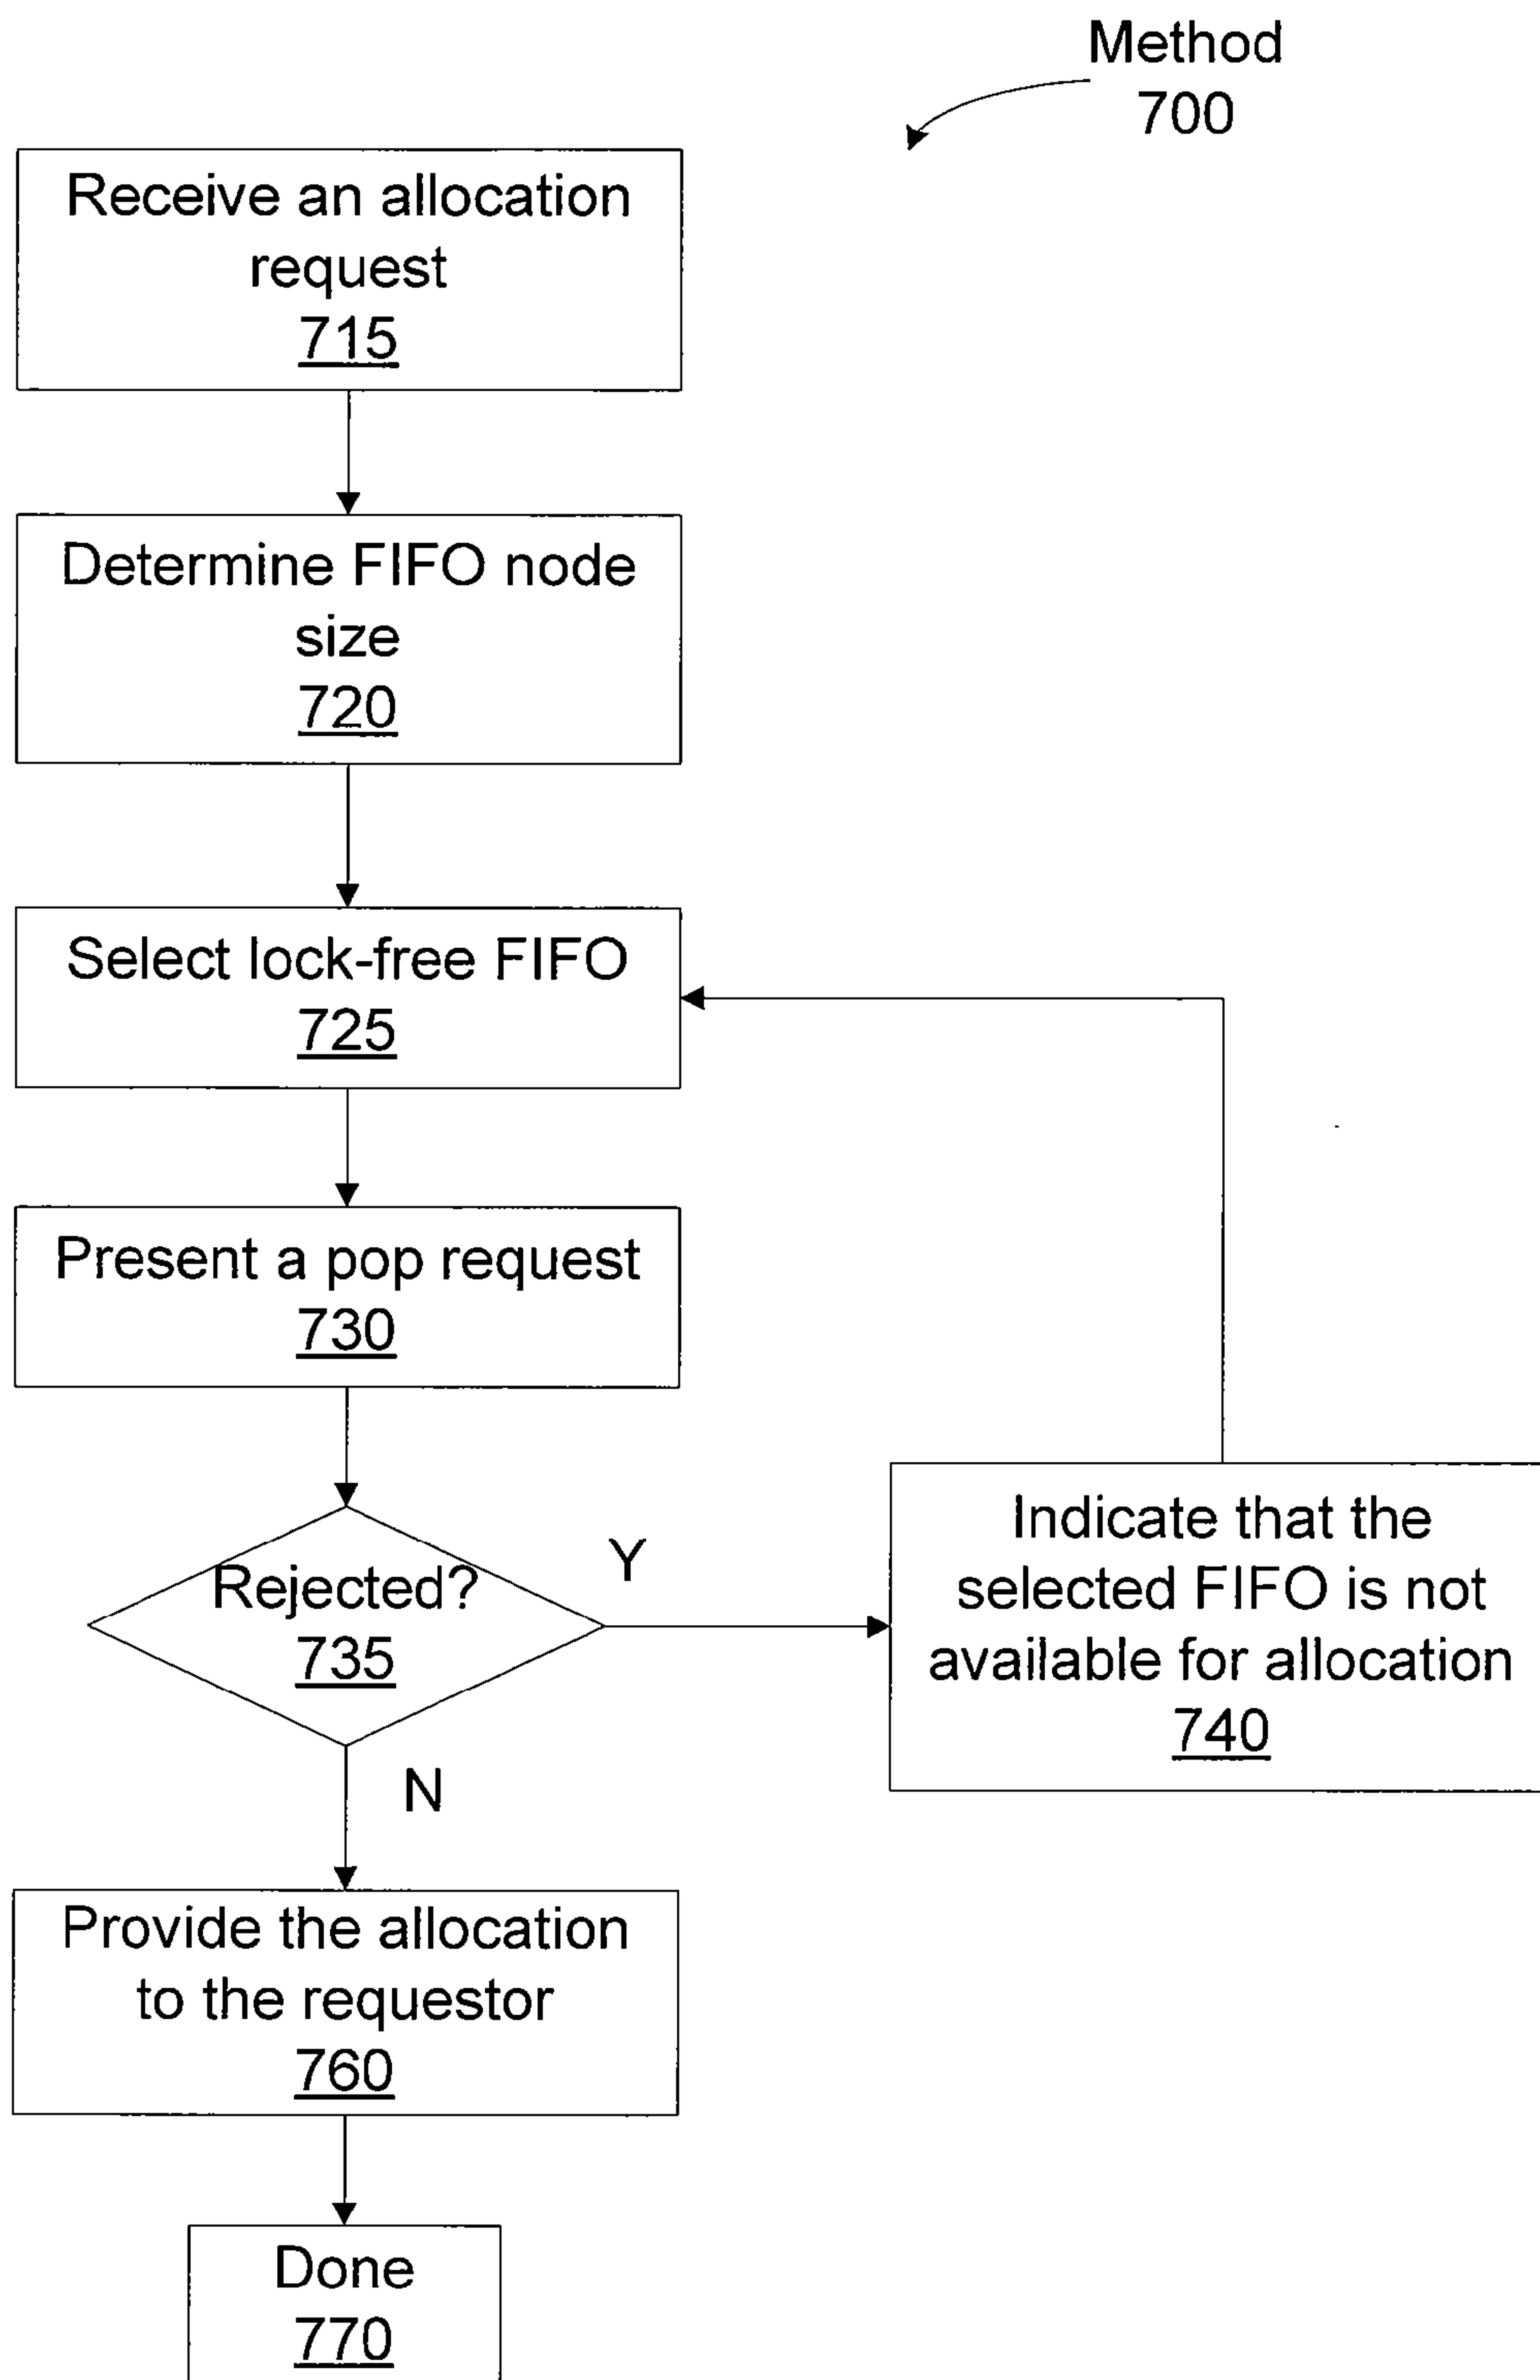 Method
700
Receive an allocation
request
715
Determine FIFO node
size
720
Select lock-free FIFO
725
Present a pop request
730
Rejected?
735
Y
Indicate that the
selected FIFO is not
available for allocation
740
N
Provide the allocation
to the requestor
760
Done
770